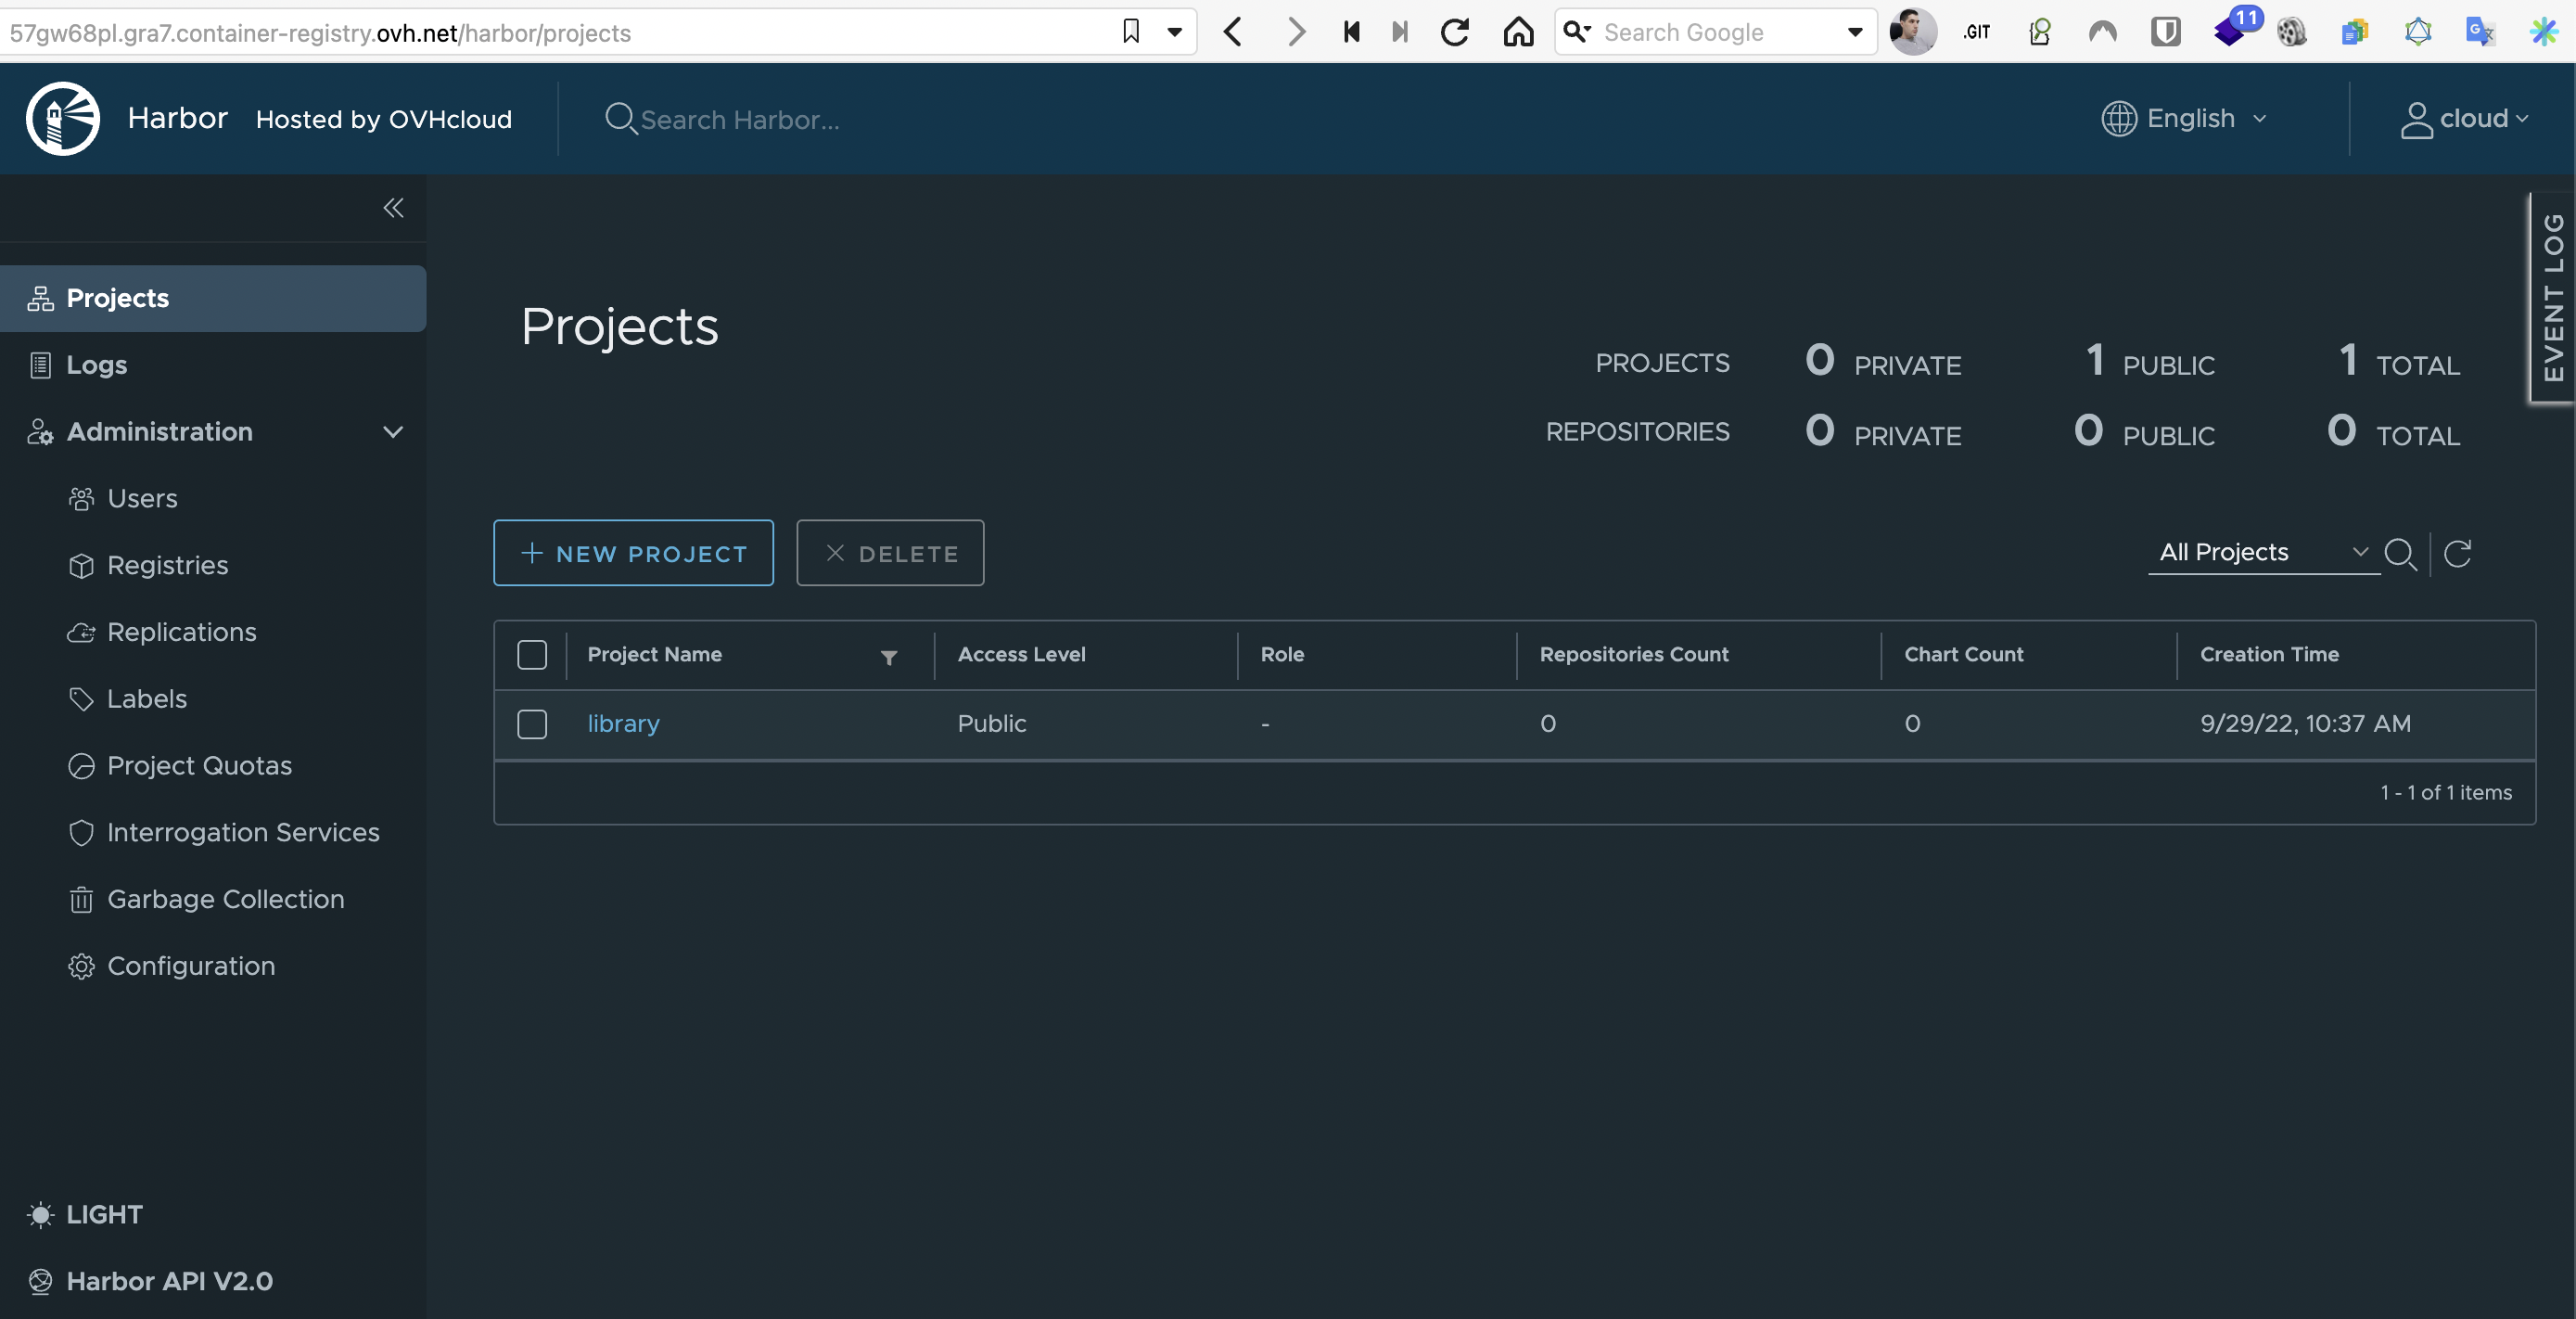 57gw68pl.gra7.container-registry.ovh.net/harbor/projects
Search Google
.GIT
11
Harbor Hosted by OVHcloud
Search Harbor...
English
cloud
EVENT LOG
Projects
Logs
Administration
Users
Registries
Replications
Labels
Project Quotas
Interrogation Services
Garbage Collection
Configuration
LIGHT
Harbor API V2.0
Projects
PROJECTS 0 PRIVATE 1 PUBLIC 1 TOTAL
REPOSITORIES 0 PRIVATE 0 PUBLIC 0 TOTAL
NEW PROJECT
DELETE
All Projects
Project Name Access Level Role Repositories Count Chart Count Creation Time
library Public - 0 0 9/29/22, 10:37 AM
1 - 1 of 1 items